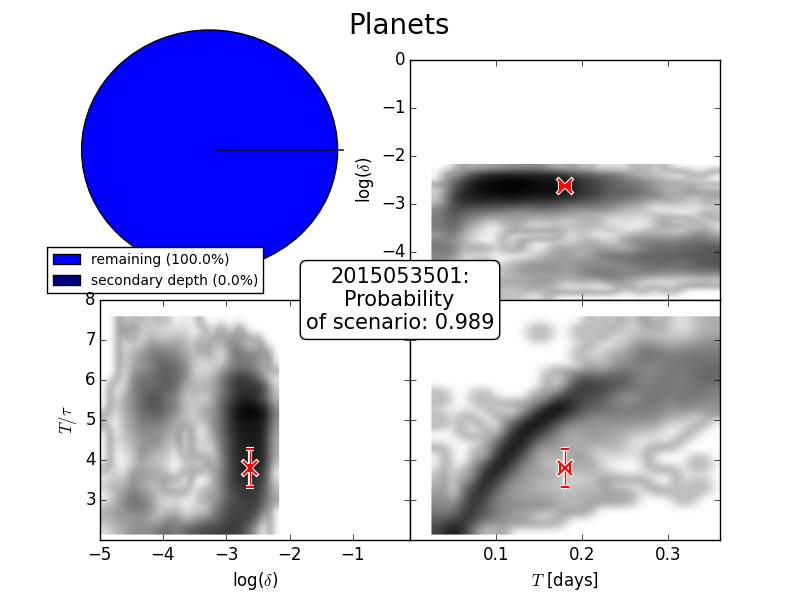 Planets
remaining (100.0%)
secondary depth (0.0%)
0
−1
−2
−3
−4
log(δ)
2015053501:
Probability
of scenario: 0.989
8
7
6
5
4
3
T/τ
−5 −4 −3 −2 −1
log(δ)
0.1 0.2 0.3
T [days]